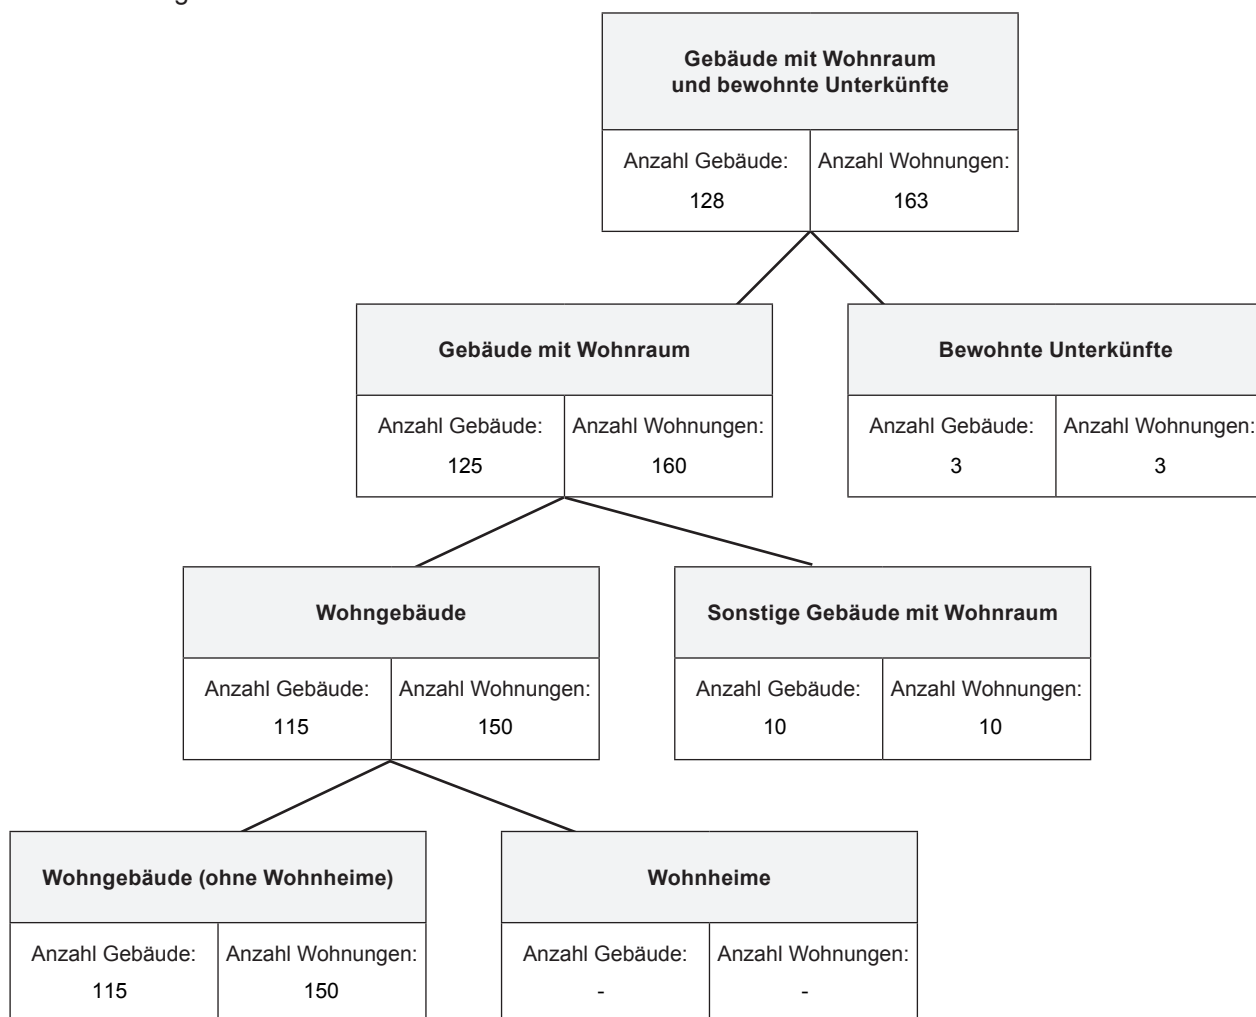 Gebäude mit Wohnraum
und bewohnte Unterkünfte
Anzahl Gebäude: Anzahl Wohnungen:
128 163
Gebäude mit Wohnraum
Anzahl Gebäude: Anzahl Wohnungen:
125 160
Bewohnte Unterkünfte
Anzahl Gebäude: Anzahl Wohnungen:
3 3
Wohngebäude
Anzahl Gebäude: Anzahl Wohnungen:
115 150
Sonstige Gebäude mit Wohnraum
Anzahl Gebäude: Anzahl Wohnungen:
10 10
Wohngebäude (ohne Wohnheime)
Anzahl Gebäude: Anzahl Wohnungen:
115 150
Wohnheime
Anzahl Gebäude: Anzahl Wohnungen:
- -